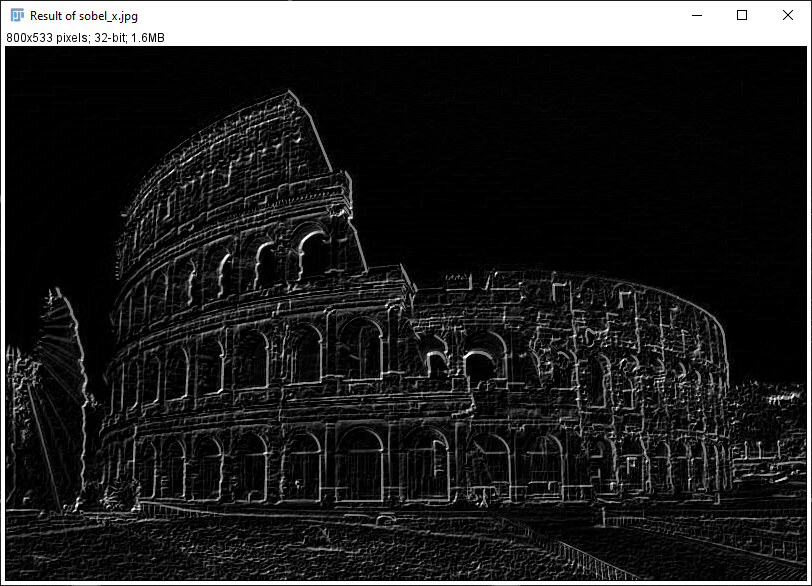 Result of sobel_x.jpg
800x533 pixels; 32-bit; 1.6MB